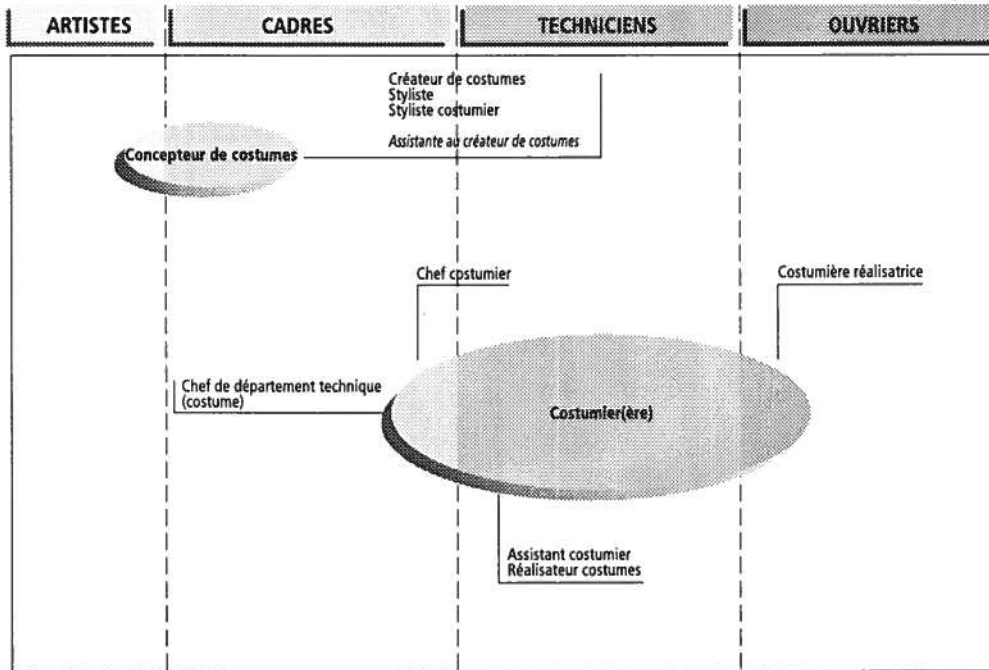 ARTISTES
CADRES
TECHNICIENS
OUVRIERS
Créateur de costumes
Styliste
Styliste costumier
Assistante au créateur de costumes
Concepteur de costumes
Chef costumier
Costumière réalisatrice
Chef de département technique
(costume)
Costumier(ère)
Assistant costumier
Réalisateur costumes